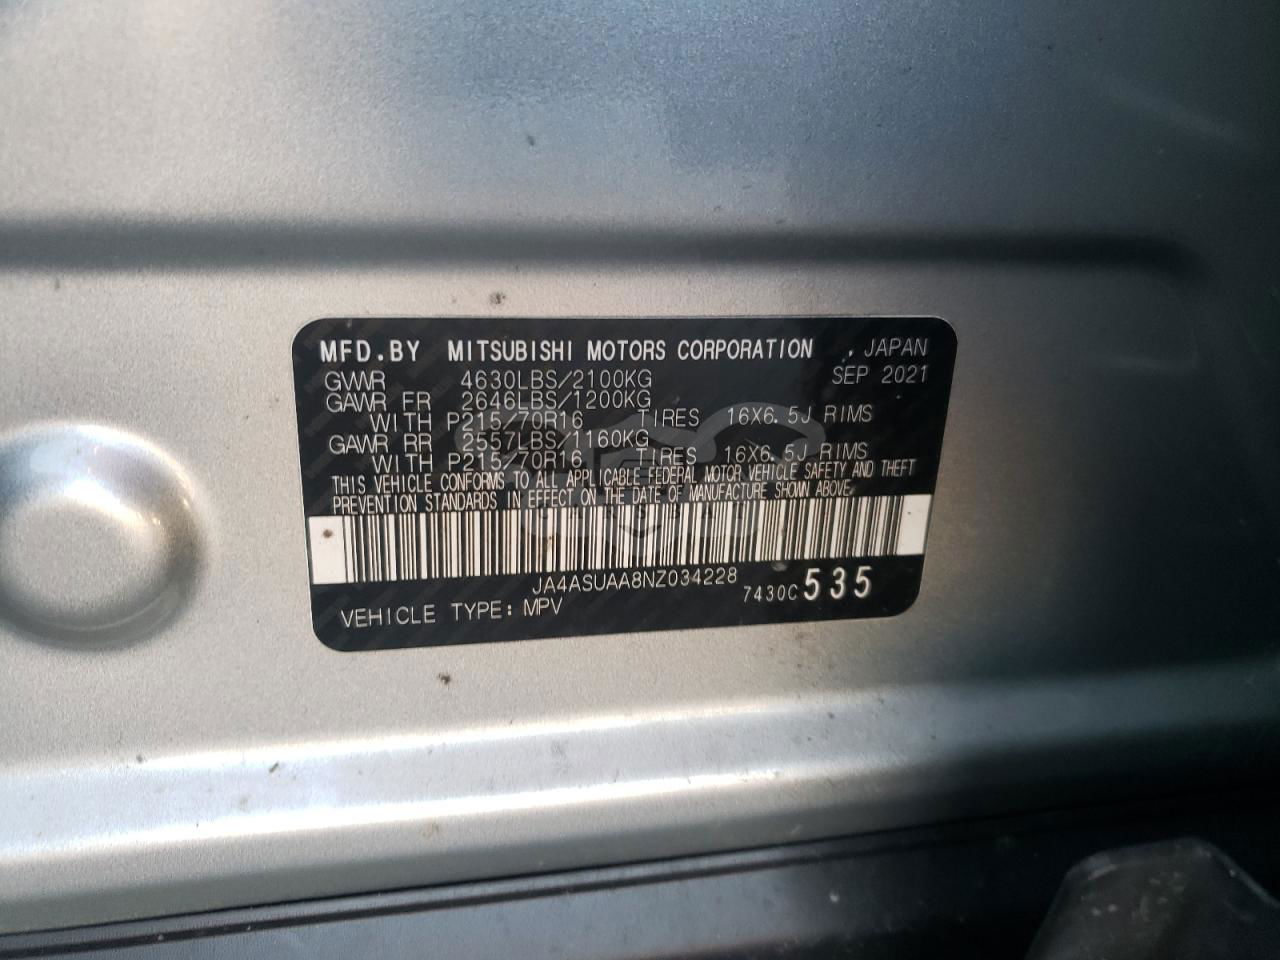 MFD.BY MITSUBISHI MOTORS CORPORATION , JAPAN
GVWR 4630LBS/2100KG SEP 2021
GAWR FR 2646LBS/1200KG
WITH P215/70R16 TIRES 16X6.5J RIMS
GAWR RR 2557LBS/1160KG
WITH P215/70R16 TIRES 16X6.5J RIMS
THIS VEHICLE CONFORMS TO ALL APPLICABLE FEDERAL MOTOR VEHICLE SAFETY AND THEFT
PREVENTION STANDARDS IN EFFECT ON THE DATE OF MANUFACTURE SHOWN ABOVE.
JA4ASUAA8NZ034228
7430C 535
VEHICLE TYPE: MPV